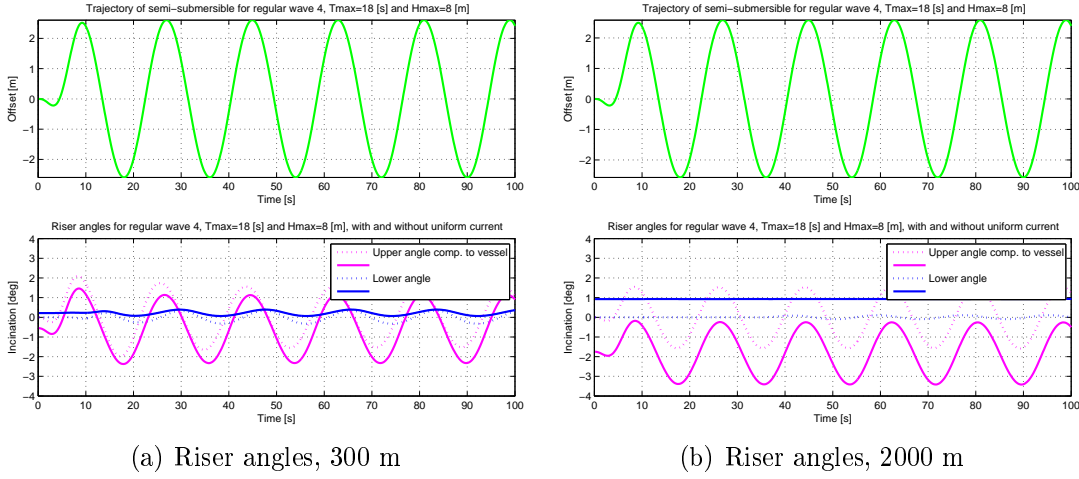 Trajectory of semi−submersible for regular wave 4, Tmax=18 [s] and Hmax=8 [m]
Offset [m]
2
1
0
−1
−2
0 10 20 30 40 50 60 70 80 90 100
Time [s]
Riser angles for regular wave 4, Tmax=18 [s] and Hmax=8 [m], with and without uniform current
Incination [deg]
4
3
2
1
0
−1
−2
−3
−4
Upper angle comp. to vessel
Lower angle
0 10 20 30 40 50 60 70 80 90 100
Time [s]
(a) Riser angles, 300 m
Trajectory of semi−submersible for regular wave 4, Tmax=18 [s] and Hmax=8 [m]
Offset [m]
2
1
0
−1
−2
0 10 20 30 40 50 60 70 80 90 100
Time [s]
Riser angles for regular wave 4, Tmax=18 [s] and Hmax=8 [m], with and without uniform current
Incination [deg]
4
3
2
1
0
−1
−2
−3
−4
Upper angle comp. to vessel
Lower angle
0 10 20 30 40 50 60 70 80 90 100
Time [s]
(b) Riser angles, 2000 m